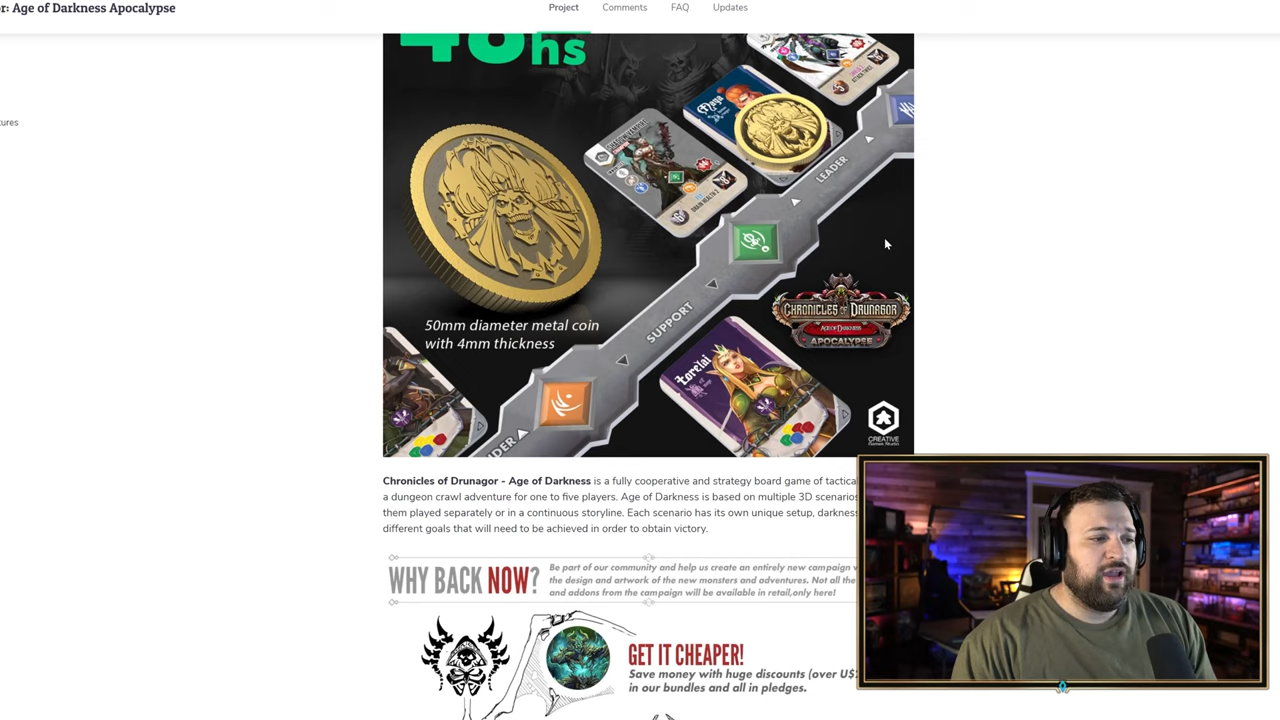 r: Age of Darkness Apocalypse
Project
Comments
FAQ
Updates
tures
48hs
Maya
LEADER
SUPPORT
50mm diameter metal coin
with 4mm thickness
CHRONICLES OF DRUNAGOR
AGE OF DARKNESS
APOCALYPSE
Lorelai
DER
CREATIVE
Chronicles of Drunagor - Age of Darkness is a fully cooperative and strategy board game of tactica
a dungeon crawl adventure for one to five players. Age of Darkness is based on multiple 3D scenarios
them played separately or in a continuous storyline. Each scenario has its own unique setup, darkness
different goals that will need to be achieved in order to obtain victory.
WHY BACK NOW?
Be part of our community and help us create an entirely new campaign
the design and artwork of the new monsters and adventures. Not all the
and addons from the campaign will be available in retail,only here!
GET IT CHEAPER!
Save money with huge discounts (over U$
in our bundles and all in pledges.